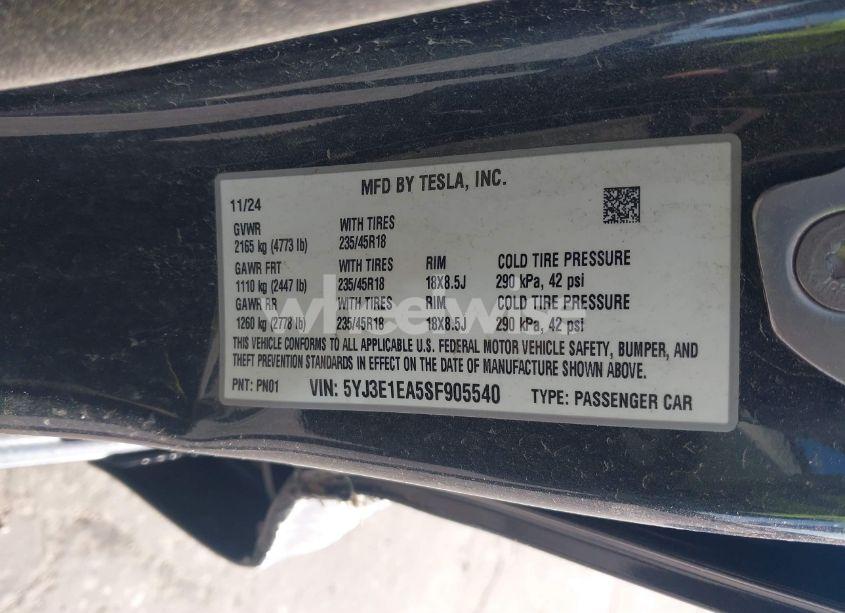 MFD BY TESLA, INC.
11/24
GVWR WITH TIRES
2165 kg (4773 lb) 235/45R18
GAWR FRT WITH TIRES RIM COLD TIRE PRESSURE
1110 kg (2447 lb) 235/45R18 18X8.5J 290 kPa, 42 psi
GAWR RR WITH TIRES RIM COLD TIRE PRESSURE
1260 kg (2778 lb) 235/45R18 18X8.5J 290 kPa, 42 psi
THIS VEHICLE CONFORMS TO ALL APPLICABLE U.S. FEDERAL MOTOR VEHICLE SAFETY, BUMPER, AND
THEFT PREVENTION STANDARDS IN EFFECT ON THE DATE OF MANUFACTURE SHOWN ABOVE.
PNT: PN01 VIN: 5YJ3E1EA5SF905540 TYPE: PASSENGER CAR